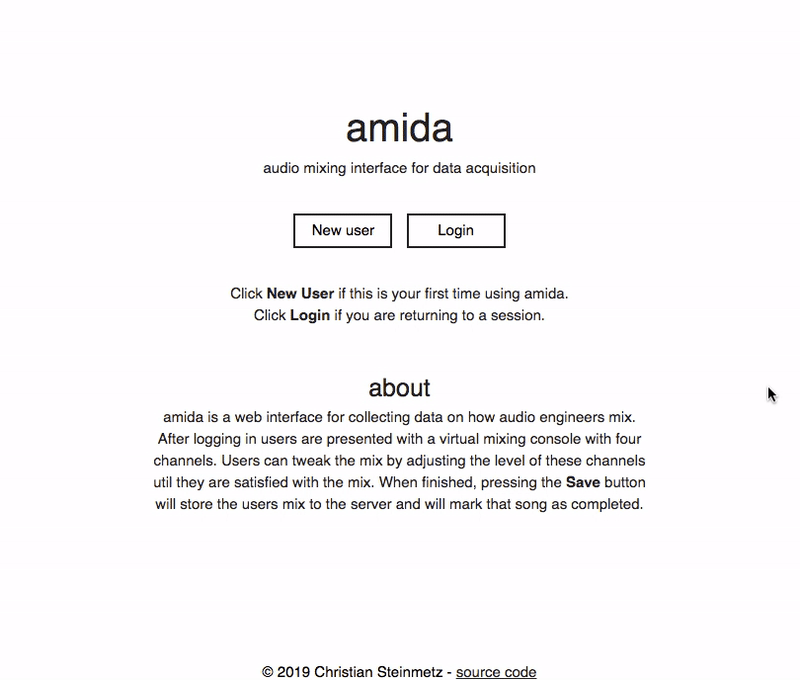 amida
audio mixing interface for data acquisition
New user
Login
Click New User if this is your first time using amida.
Click Login if you are returning to a session.
about
amida is a web interface for collecting data on how audio engineers mix.
After logging in users are presented with a virtual mixing console with four
channels. Users can tweak the mix by adjusting the level of these channels
util they are satisfied with the mix. When finished, pressing the Save button
will store the users mix to the server and will mark that song as completed.
© 2019 Christian Steinmetz - source code